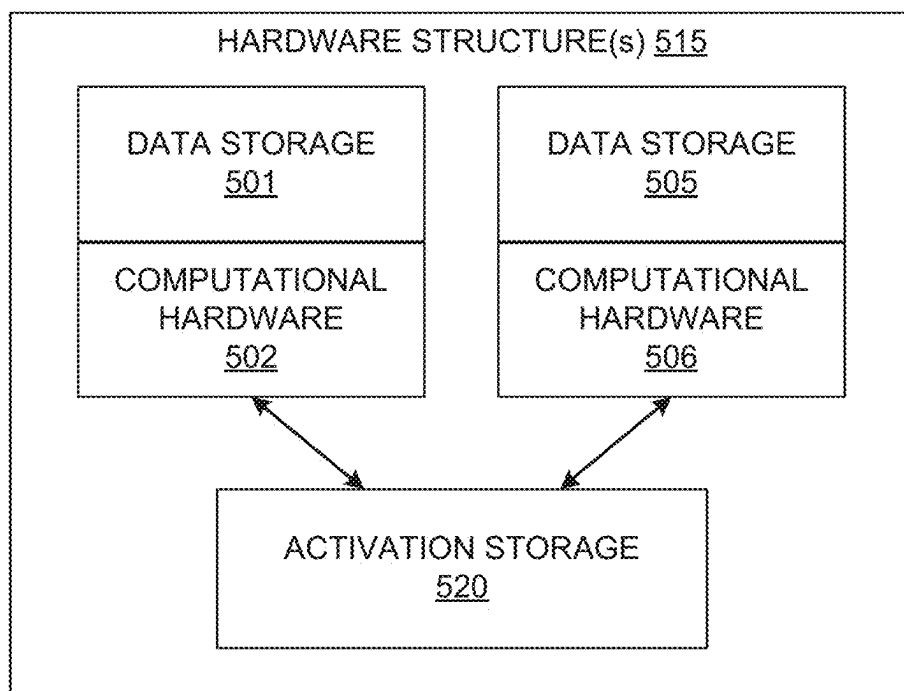 HARDWARE STRUCTURE(s) 515
DATA STORAGE
501
COMPUTATIONAL
HARDWARE
502
DATA STORAGE
505
COMPUTATIONAL
HARDWARE
506
ACTIVATION STORAGE
520